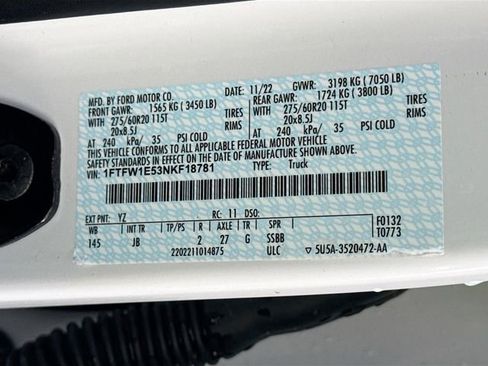 MFD. BY FORD MOTOR CO.
DATE: 11/22 GVWR: 3198 KG ( 7050 LB)
FRONT GAWR: 1565 KG ( 3450 LB) REAR GAWR: 1724 KG ( 3800 LB)
WITH 275/60R20 115T TIRES WITH 275/60R20 115T TIRES
20x8.5J RIMS 20x8.5J RIMS
AT 240 kPa/ 35 PSI COLD AT 240 kPa/ 35 PSI COLD
THIS VEHICLE CONFORMS TO ALL APPLICABLE FEDERAL MOTOR VEHICLE
SAFETY AND THEFT PREVENTION STANDARDS IN EFFECT ON THE DATE OF MANUFACTURE SHOWN ABOVE.
VIN: 1FTFW1E53NKF18781 TYPE: Truck
EXT PNT: YZ RC: 11 DSO: F0132
WB INT TR TP/PS R AXLE TR SPR T0773
145 JB 2 27 G SSBB
2202211014875 ULC 5U5A-3520472-AA